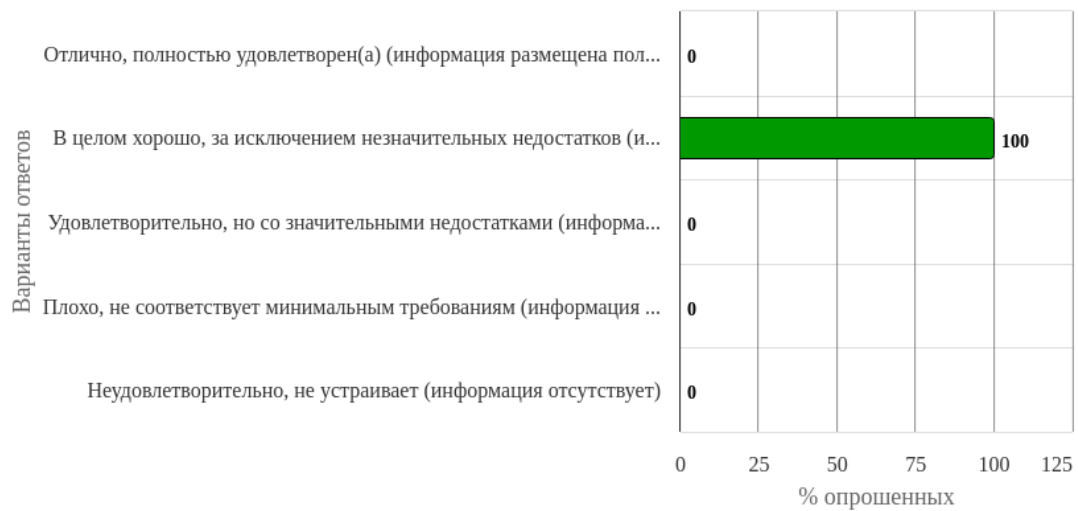 Отлично, полностью удовлетворен(а) (информация размещена пол...
0
В целом хорошо, за исключением незначительных недостатков (и...
100
Удовлетворительно, но со значительными недостатками (информа...
0
Плохо, не соответствует минимальным требованиям (информация ...
0
Неудовлетворительно, не устраивает (информация отсутствует)
0
Варианты ответов
0 25 50 75 100 125
% опрошенных